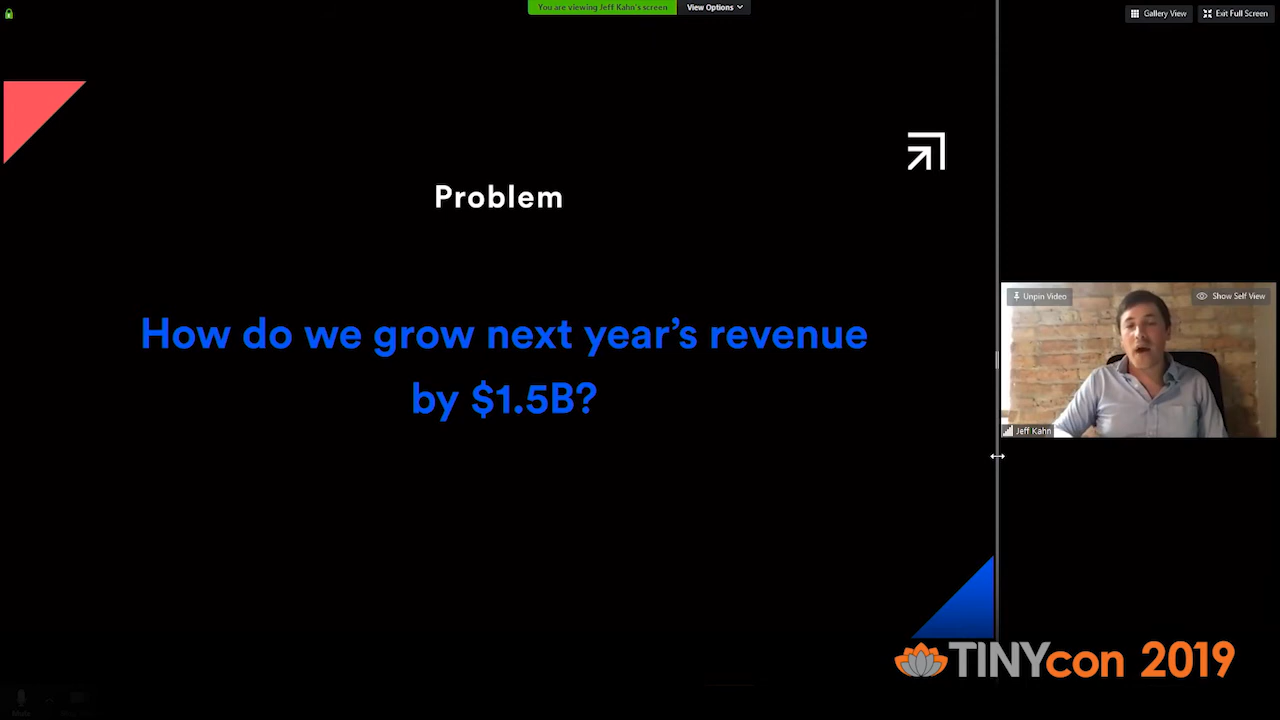 You are viewing Jeff Kahn's screen
View Options
Gallery View
Exit Full Screen
Problem
How do we grow next year’s revenue
by $1.5B?
Unpin Video
Show Self View
Jeff Kahn
TINYcon 2019